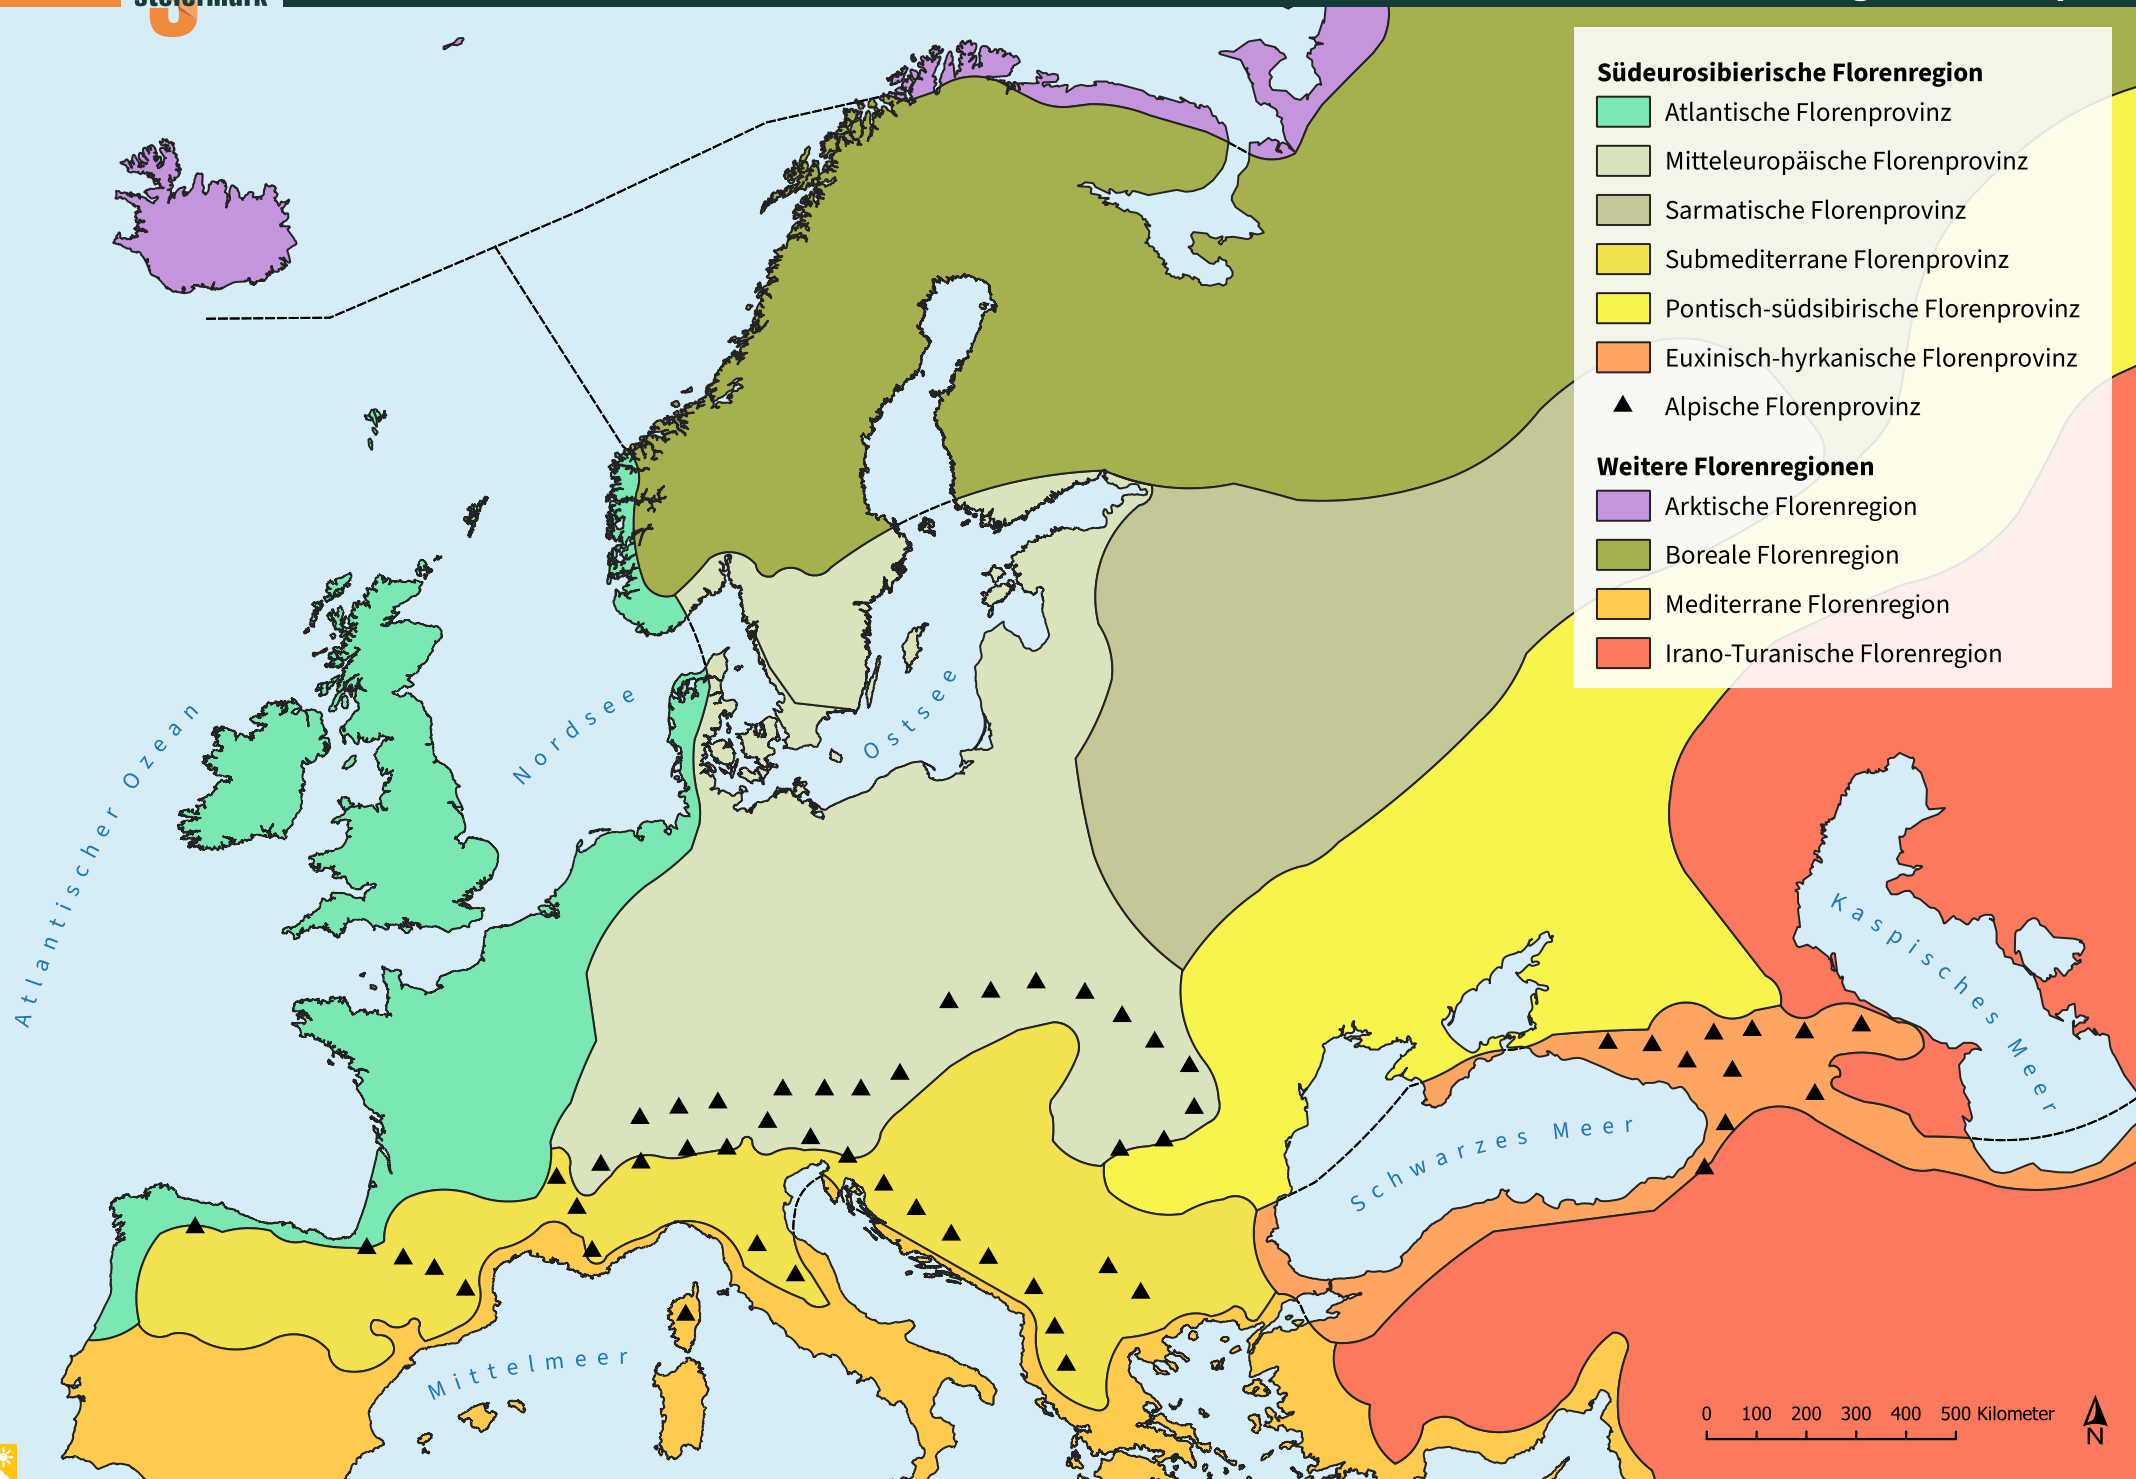 Steiermark
Südeurosibierische Florenregion
Atlantische Florenprovinz
Mitteleuropäische Florenprovinz
Sarmatische Florenprovinz
Submediterrane Florenprovinz
Pontisch-südsibirische Florenprovinz
Euxinisch-hyrkanische Florenprovinz
Alpische Florenprovinz
Weitere Florenregionen
Arktische Florenregion
Boreale Florenregion
Mediterrane Florenregion
Irano-Turanische Florenregion
Atlantischer Ozean
Nordsee
Ostsee
Kaspisches Meer
Schwarzes Meer
Mittelmeer
0 100 200 300 400 500 Kilometer
N